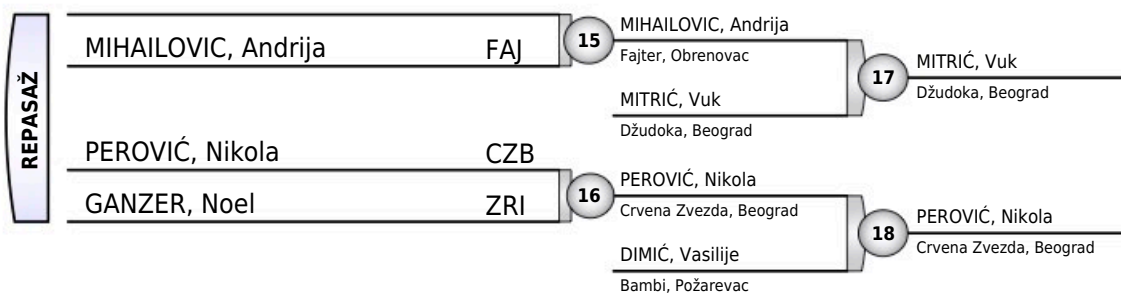 REPASAŽ
MIHAILOVIC, Andrija FAJ
PEROVIĆ, Nikola CZB
GANZER, Noel ZRI
15
16
MIHAILOVIC, Andrija
Fajter, Obrenovac
MITRIĆ, Vuk
Džudoka, Beograd
PEROVIĆ, Nikola
Crvena Zvezda, Beograd
DIMIĆ, Vasilije
Bambi, Požarevac
17
18
MITRIĆ, Vuk
Džudoka, Beograd
PEROVIĆ, Nikola
Crvena Zvezda, Beograd